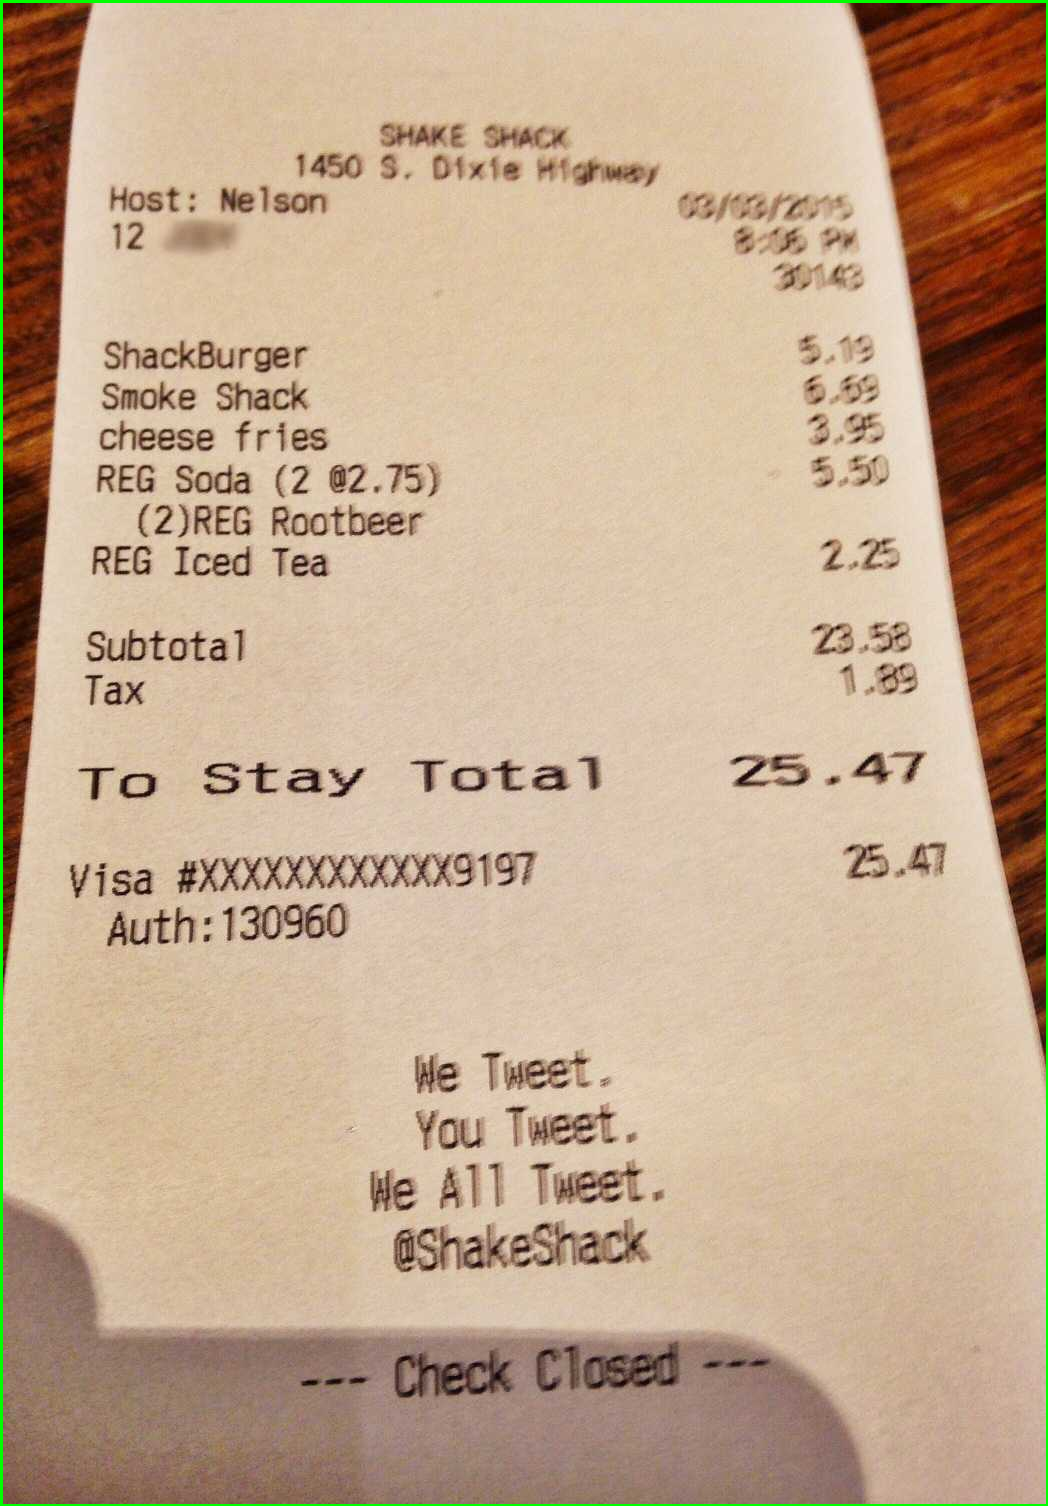 SHAKE SHACK
1450 S. Dixie Highway
Host: Nelson 03/03/2015
12 8:06 PM
30143
ShackBurger 5.19
Smoke Shack 6.69
cheese fries 3.95
REG Soda (2 @2.75) 5.50
(2)REG Rootbeer
REG Iced Tea 2.25
Subtotal 23.58
Tax 1.89
To Stay Total 25.47
Visa #XXXXXXXXXXXX9197 25.47
Auth:130960
We Tweet.
You Tweet.
We All Tweet.
@ShakeShack
--- Check Closed ---